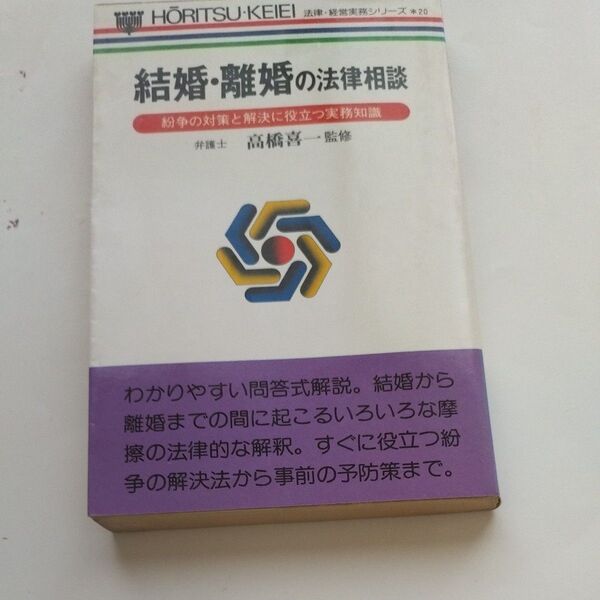 HŌRITSU・KEIEI 法律・経営実務シリーズ *20
結婚・離婚の法律相談
紛争の対策と解決に役立つ実務知識
弁護士 高橋喜一監修
わかりやすい問答式解説。結婚から
離婚までの間に起こるいろいろな摩
擦の法律的な解釈。すぐに役立つ紛
争の解決法から事前の予防策まで。